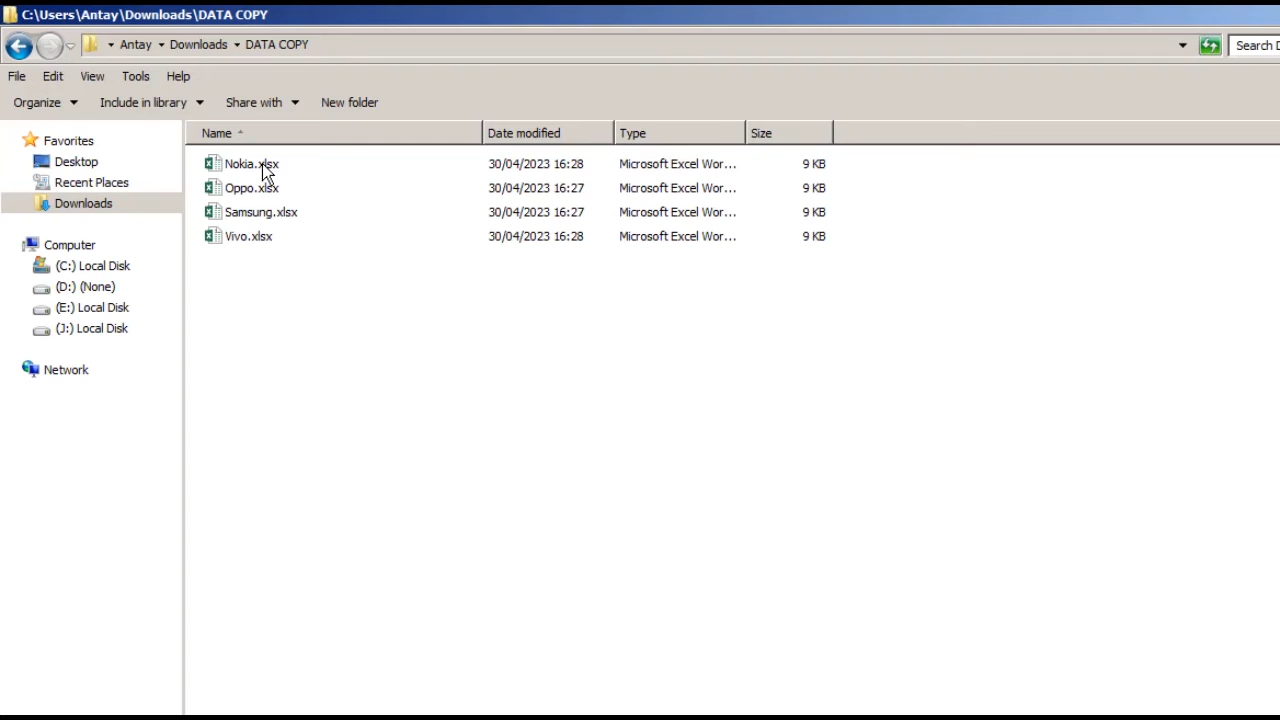 C:\Users\Antay\Downloads\DATA COPY
Antay Downloads DATA COPY Search D
File Edit View Tools Help
Organize Include in library Share with New folder
Name Date modified Type Size
Favorites
Desktop
Recent Places
Downloads
Computer
(C:) Local Disk
(D:) (None)
(E:) Local Disk
(J:) Local Disk
Network
Nokia.xlsx 30/04/2023 16:28 Microsoft Excel Wor... 9 KB
Oppo.xlsx 30/04/2023 16:27 Microsoft Excel Wor... 9 KB
Samsung.xlsx 30/04/2023 16:27 Microsoft Excel Wor... 9 KB
Vivo.xlsx 30/04/2023 16:28 Microsoft Excel Wor... 9 KB